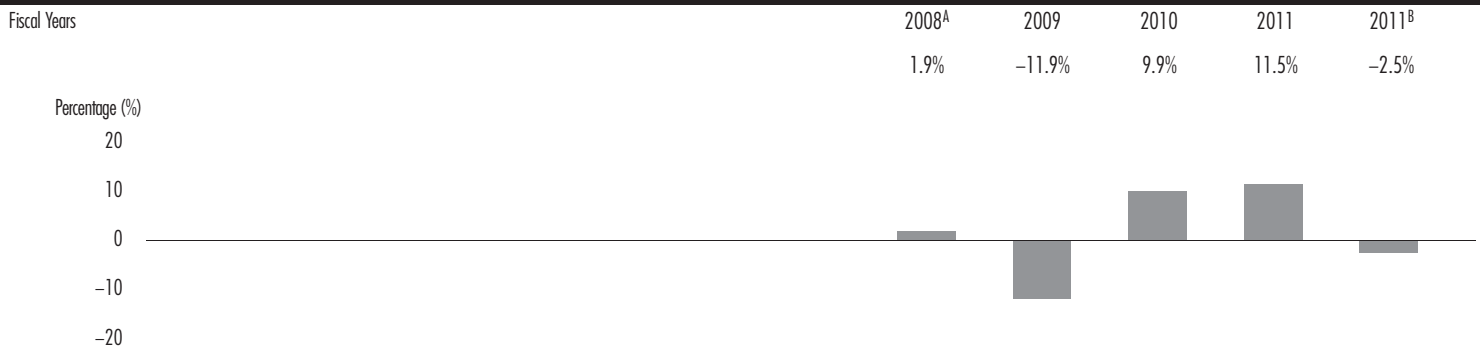 Fiscal Years 2008ᴬ 2009 2010 2011 2011ᴮ
1.9% –11.9% 9.9% 11.5% –2.5%
Percentage (%)
20
10
0
–10
–20